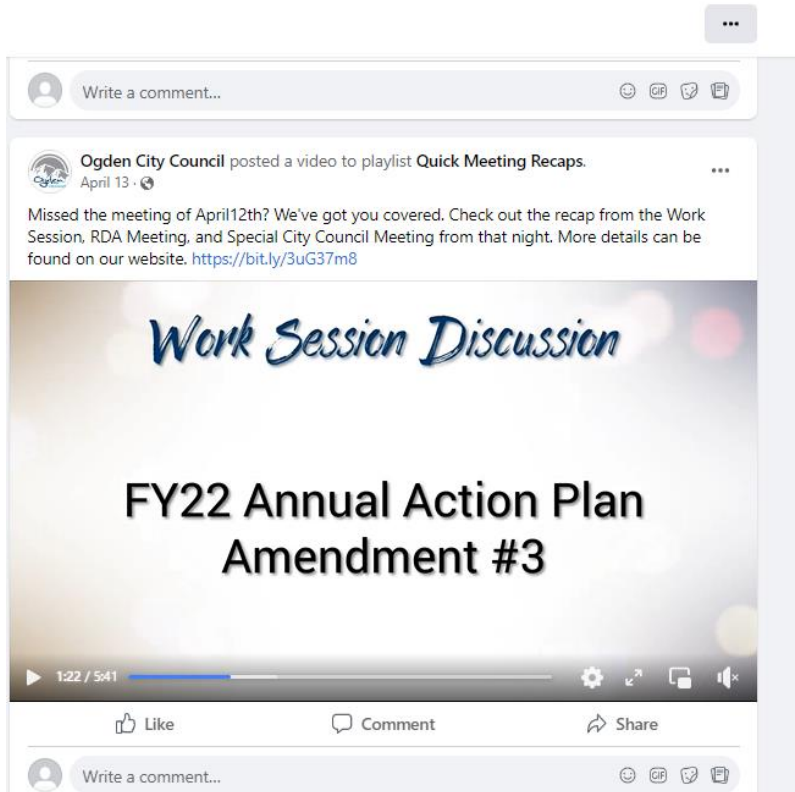 Write a comment...
GIF
Ogden
Ogden City Council posted a video to playlist Quick Meeting Recaps.
April 13 ·
Missed the meeting of April12th? We've got you covered. Check out the recap from the Work
Session, RDA Meeting, and Special City Council Meeting from that night. More details can be
found on our website. https://bit.ly/3uG37m8
Work Session Discussion
FY22 Annual Action Plan
Amendment #3
1:22 / 5:41
Like Comment Share
Write a comment...
GIF